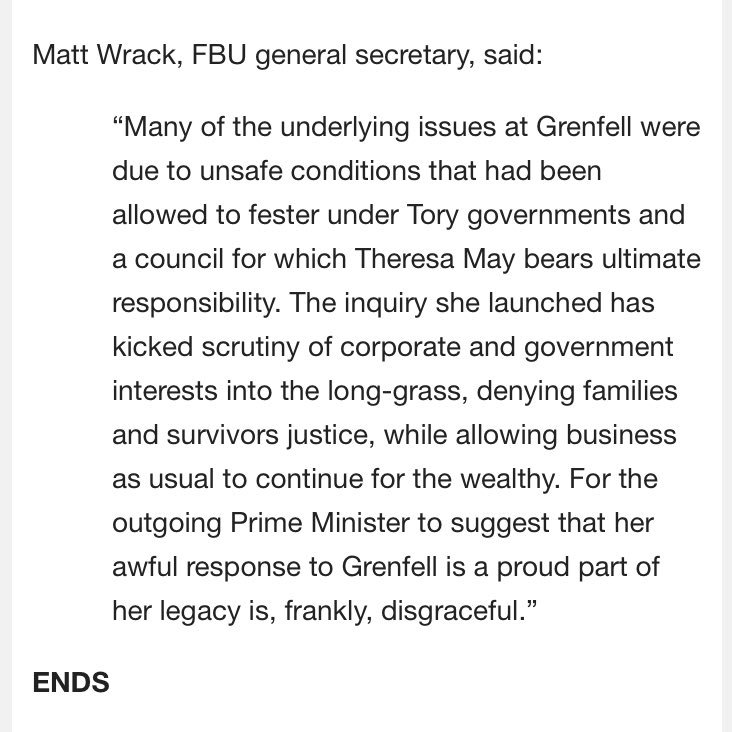 Matt Wrack, FBU general secretary, said:
“Many of the underlying issues at Grenfell were
due to unsafe conditions that had been
allowed to fester under Tory governments and
a council for which Theresa May bears ultimate
responsibility. The inquiry she launched has
kicked scrutiny of corporate and government
interests into the long-grass, denying families
and survivors justice, while allowing business
as usual to continue for the wealthy. For the
outgoing Prime Minister to suggest that her
awful response to Grenfell is a proud part of
her legacy is, frankly, disgraceful.”
ENDS